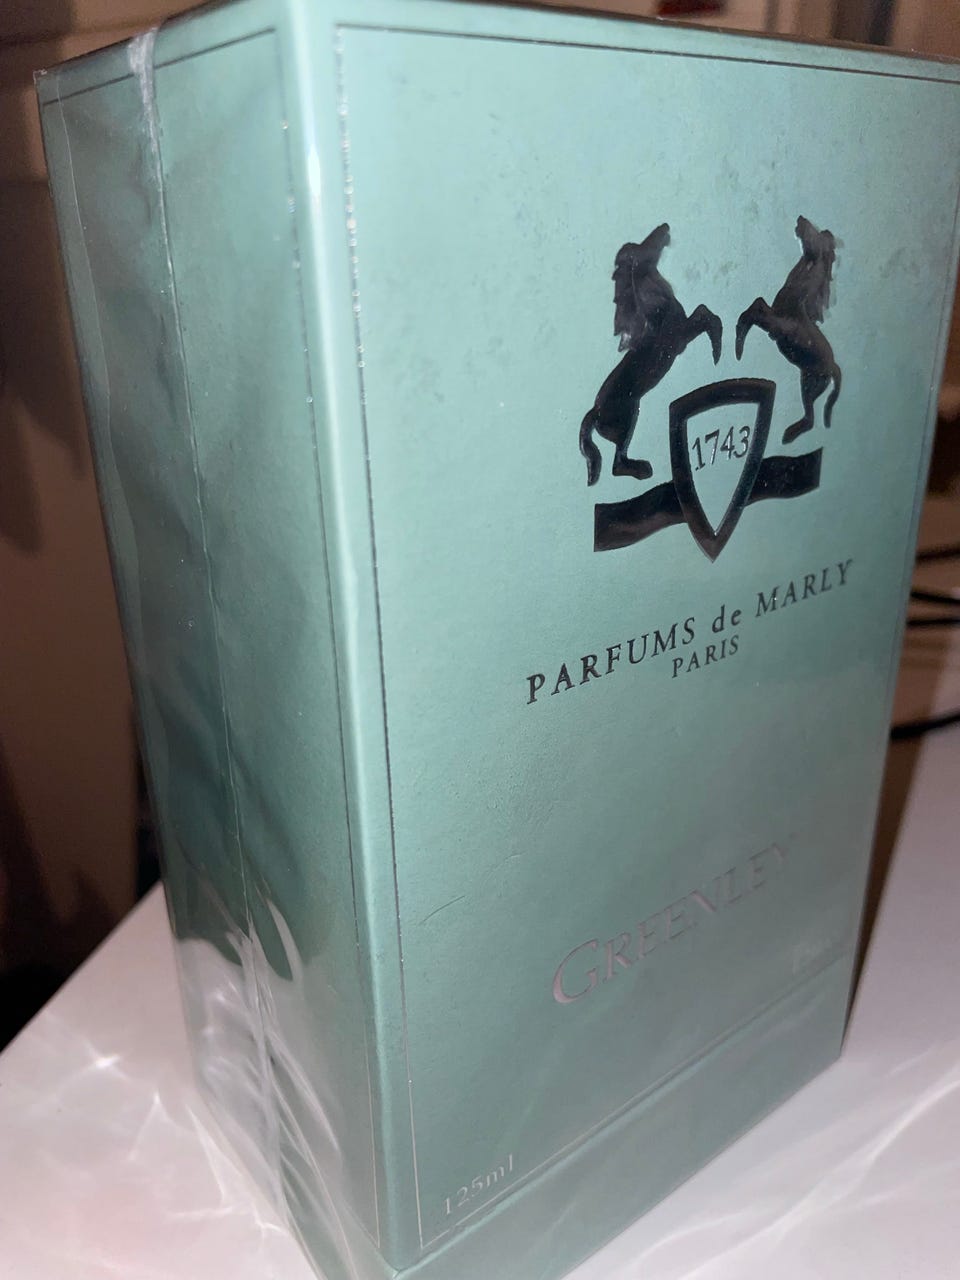 1743
PARFUMS de MARLY
PARIS
GREENLEY
125ml